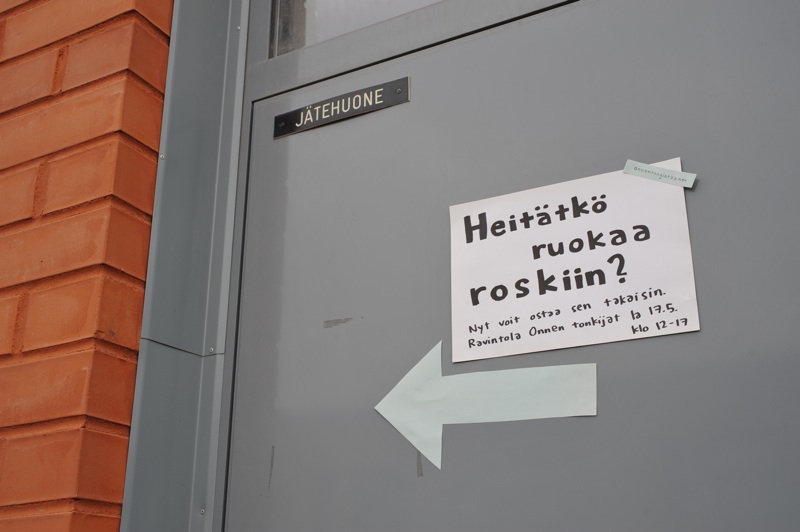 JÄTEHUONE
Heitätkö
ruokaa
roskiin?
Nyt voit ostaa sen takaisin.
Ravintola Onnen tonkijat la 17.5.
klo 12-17